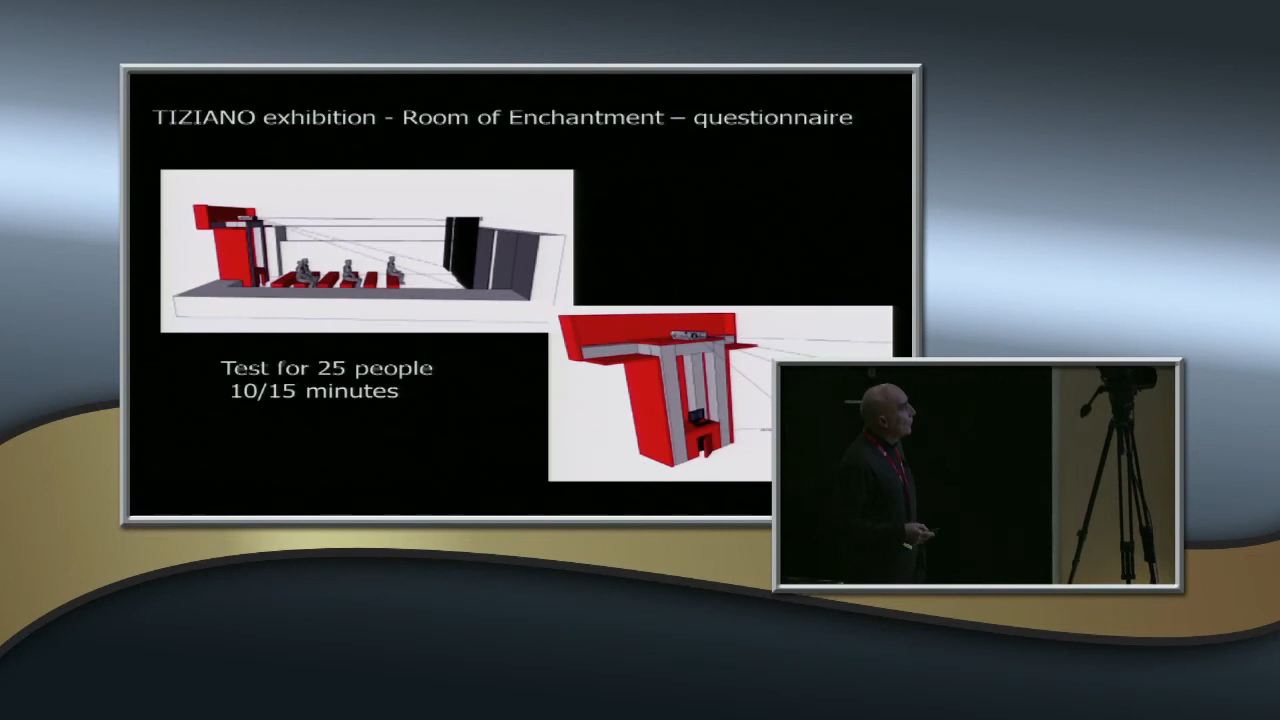 TIZIANO exhibition - Room of Enchantment – questionnaire
Test for 25 people
10/15 minutes